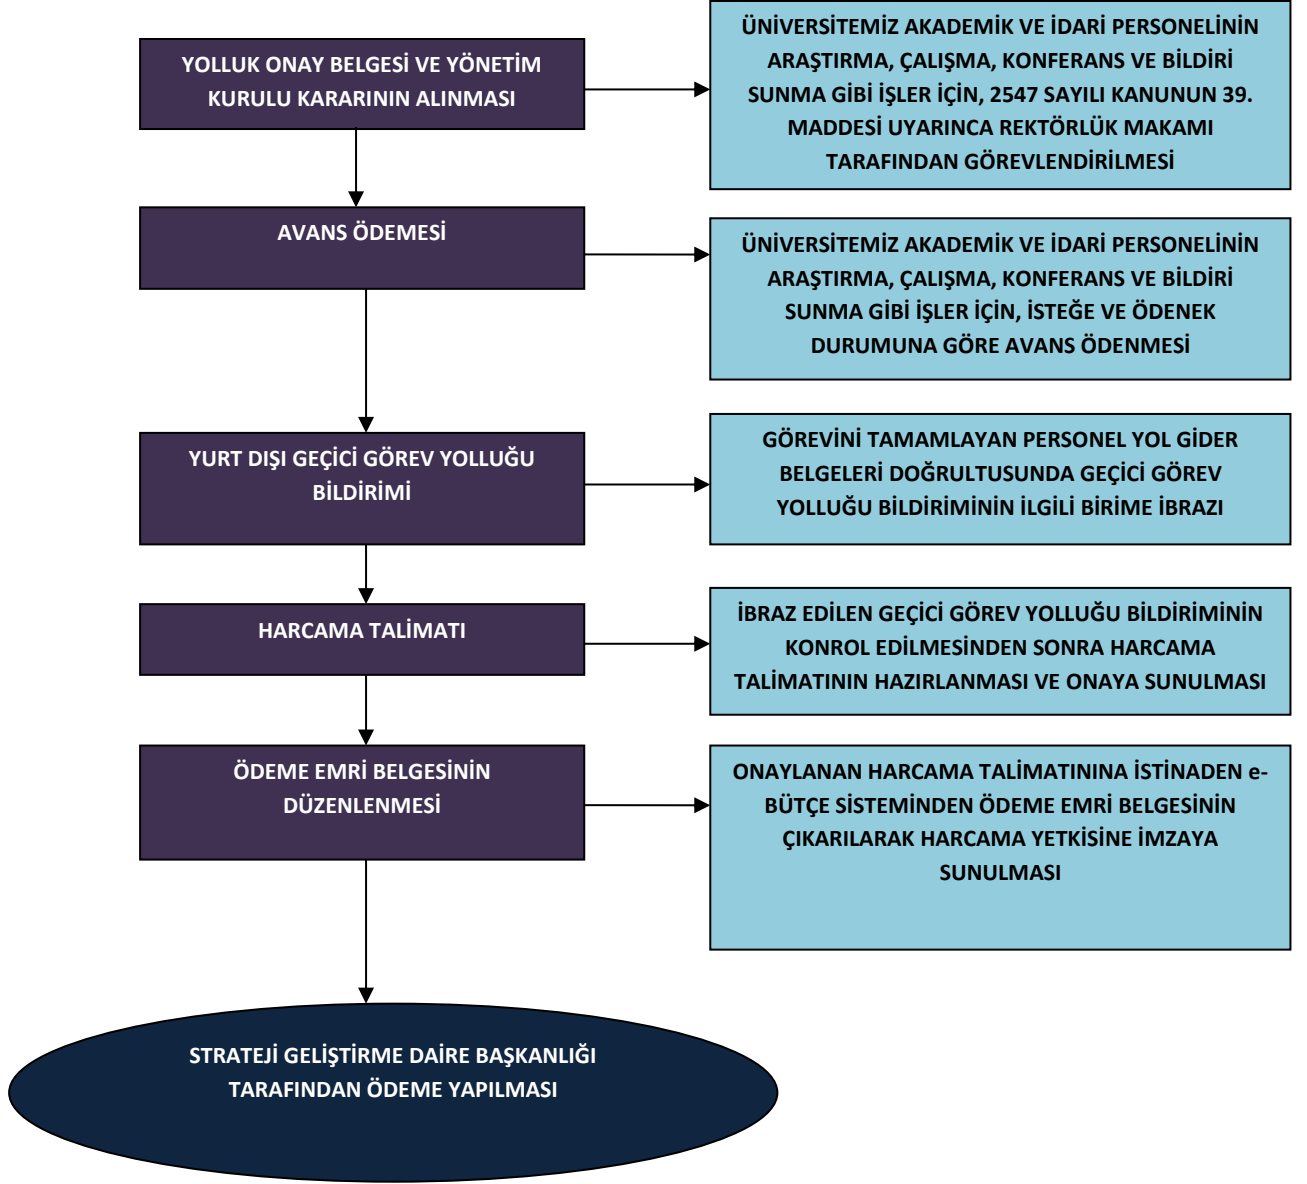 YOLLUK ONAY BELGESİ VE YÖNETİM
KURULU KARARININ ALINMASI
ÜNİVERSİTEMİZ AKADEMİK VE İDARİ PERSONELİNİN
ARAŞTIRMA, ÇALIŞMA, KONFERANS VE BİLDİRİ
SUNMA GİBİ İŞLER İÇİN, 2547 SAYILI KANUNUN 39.
MADDESİ UYARINCA REKTÖRLÜK MAKAMI
TARAFINDAN GÖREVLENDİRİLMESİ
AVANS ÖDEMESİ
ÜNİVERSİTEMİZ AKADEMİK VE İDARİ PERSONELİNİN
ARAŞTIRMA, ÇALIŞMA, KONFERANS VE BİLDİRİ
SUNMA GİBİ İŞLER İÇİN, İSTEĞE VE ÖDENEK
DURUMUNA GÖRE AVANS ÖDENMESİ
YURT DIŞI GEÇİCİ GÖREV YOLLUĞU
BİLDİRİMİ
GÖREVİNİ TAMAMLAYAN PERSONEL YOL GİDER
BELGELERİ DOĞRULTUSUNDA GEÇİCİ GÖREV
YOLLUĞU BİLDİRİMİNİN İLGİLİ BİRİME İBRAZI
HARCAMA TALİMATI
İBRAZ EDİLEN GEÇİCİ GÖREV YOLLUĞU BİLDİRİMİNİN
KONROL EDİLMESİNDEN SONRA HARCAMA
TALİMATININ HAZIRLANMASI VE ONAYA SUNULMASI
ÖDEME EMRİ BELGESİNİN
DÜZENLENMESİ
ONAYLANAN HARCAMA TALİMATININA İSTİNADEN e-
BÜTÇE SİSTEMİNDEN ÖDEME EMRİ BELGESİNİN
ÇIKARILARAK HARCAMA YETKİSİNE İMZAYA
SUNULMASI
STRATEJİ GELİŞTİRME DAİRE BAŞKANLIĞI
TARAFINDAN ÖDEME YAPILMASI